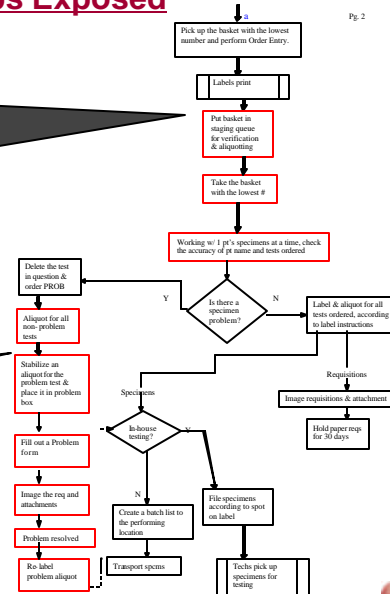 os Exposed
a
Pg. 2
Pick up the basket with the lowest
number and perform Order Entry.
Labels print
Put basket in
staging queue
for verification
& aliquotting
Take the basket
with the lowest #
Working w/ 1 pt's specimens at a time, check
the accuracy of pt name and tests ordered
Delete the test
in question &
order PROB
Y
Is there a
specimen
problem?
N
Label & aliquot for all
tests ordered, according
to label instructions
Aliquot for all
non- problem
tests
Stabilize an
aliquot for the
problem test &
place it in problem
box
Requisitions
Specimens
Image requisitions & attachment
In-house
testing?
Y
Hold paper reqs
for 30 days
Fill out a Problem
form
N
Image the req and
attachments
File specimens
according to spot
on label
Create a batch list to
the performing
location
Problem resolved
Re-label
problem aliquot
Transport spcms
Techs pick up
specimens for
testing